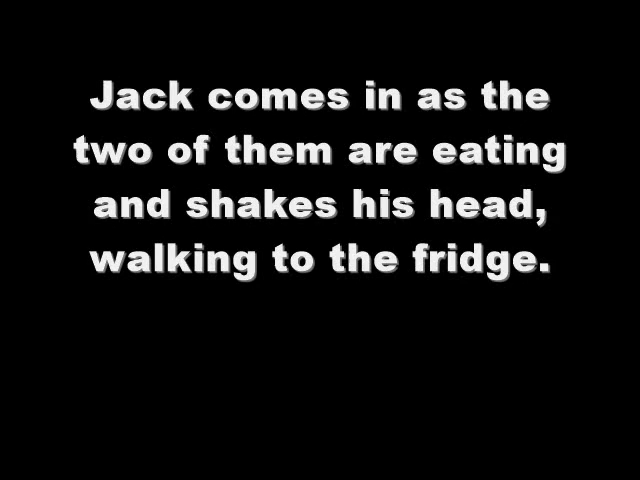 Jack comes in as the
two of them are eating
and shakes his head,
walking to the fridge.